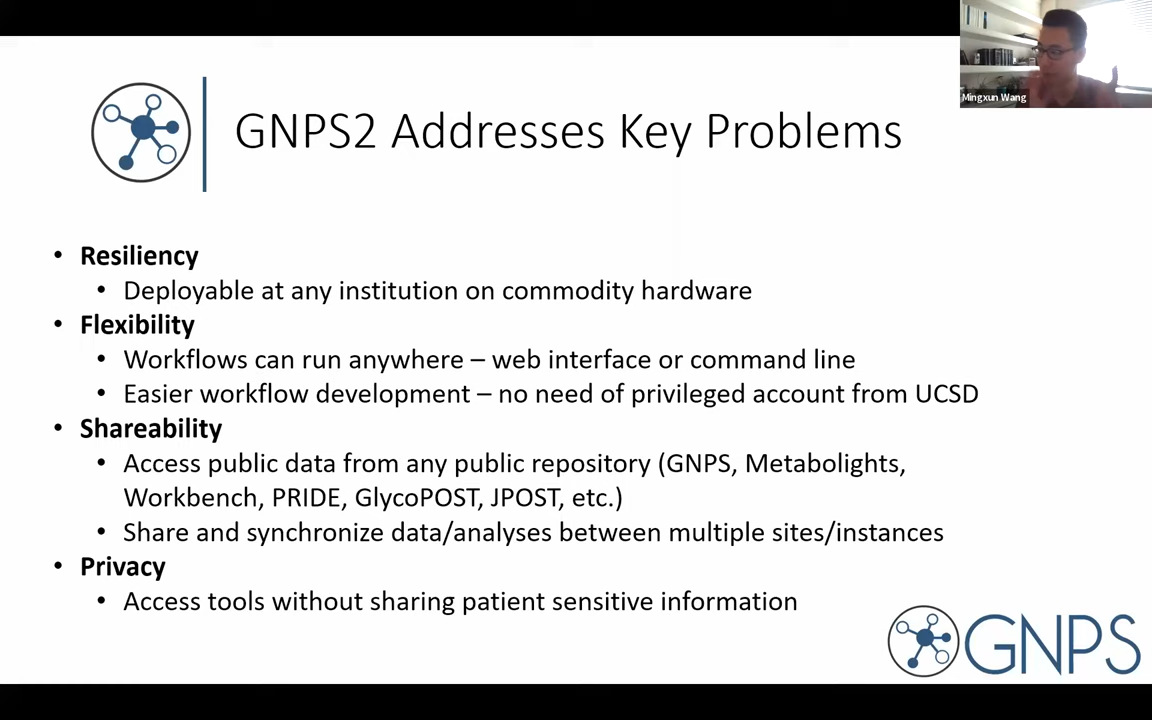 Mingxun Wang
GNPS2 Addresses Key Problems
• Resiliency
• Deployable at any institution on commodity hardware
• Flexibility
• Workflows can run anywhere – web interface or command line
• Easier workflow development – no need of privileged account from UCSD
• Shareability
• Access public data from any public repository (GNPS, Metabolights,
Workbench, PRIDE, GlycoPOST, JPOST, etc.)
• Share and synchronize data/analyses between multiple sites/instances
• Privacy
• Access tools without sharing patient sensitive information
GNPS